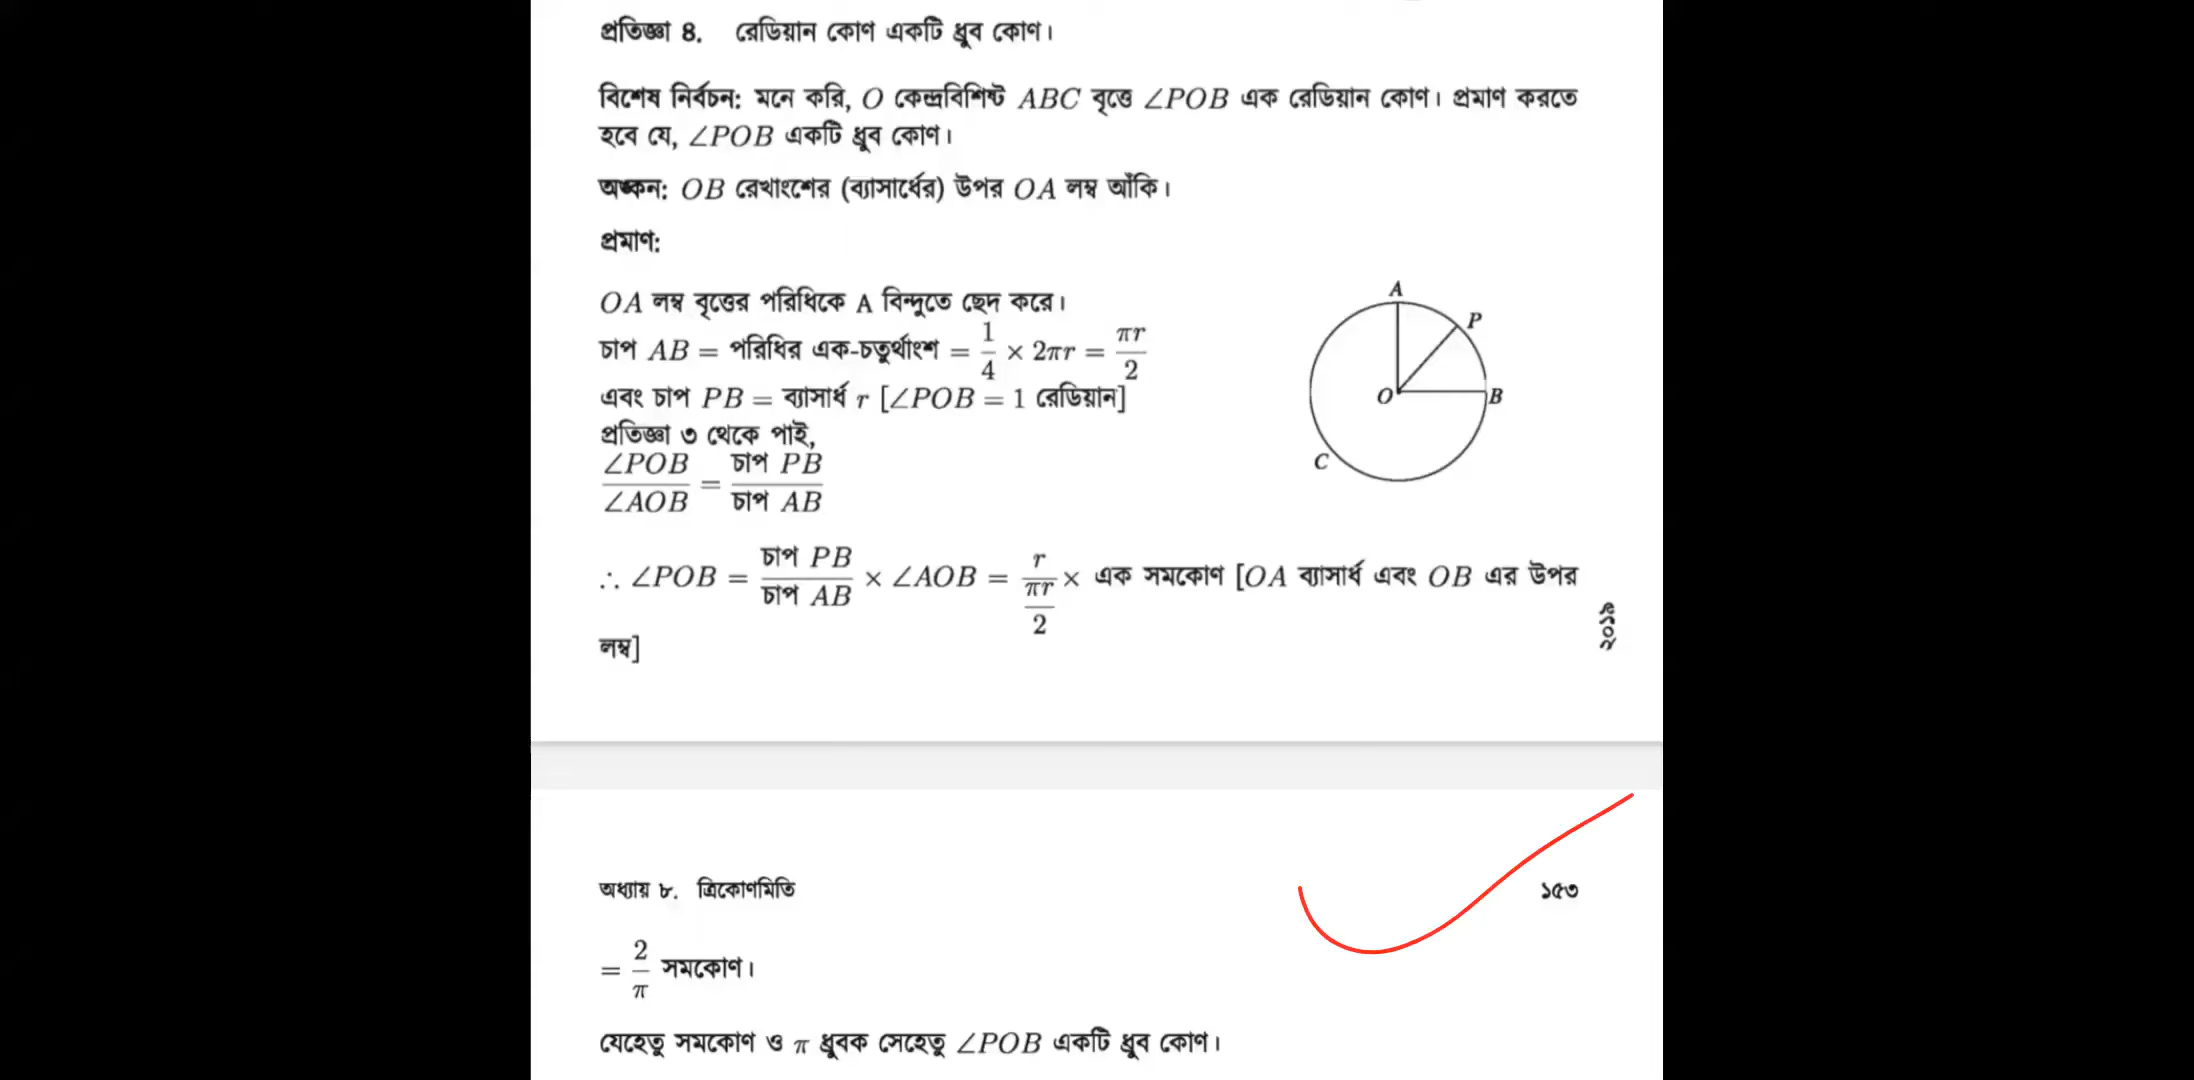 প্রতিজ্ঞা ৪. রেডিয়ান কোণ একটি ধ্রুব কোণ।
বিশেষ নির্বচন: মনে করি, O কেন্দ্রবিশিষ্ট ABC বৃত্তে ∠POB এক রেডিয়ান কোণ। প্রমাণ করতে
হবে যে, ∠POB একটি ধ্রুব কোণ।
অঙ্কন: OB রেখাংশের (ব্যাসার্ধের) উপর OA লম্ব আঁকি।
প্রমাণ:
OA লম্ব বৃত্তের পরিধিকে A বিন্দুতে ছেদ করে।
চাপ AB = পরিধির এক-চতুর্থাংশ = 1/4 × 2πr = πr/2
এবং চাপ PB = ব্যাসার্ধ r [∠POB = 1 রেডিয়ান]
প্রতিজ্ঞা ৩ থেকে পাই,
∠POB/∠AOB = চাপ PB/চাপ AB
A
P
O
B
C
∴ ∠POB = চাপ PB/চাপ AB × ∠AOB = r/(πr/2) × এক সমকোণ [OA ব্যাসার্ধ এবং OB এর উপর
লম্ব]
২০১৯
অধ্যায় ৮. ত্রিকোণমিতি ১৫৩
= 2/π সমকোণ।
যেহেতু সমকোণ ও π ধ্রুবক সেহেতু ∠POB একটি ধ্রুব কোণ।